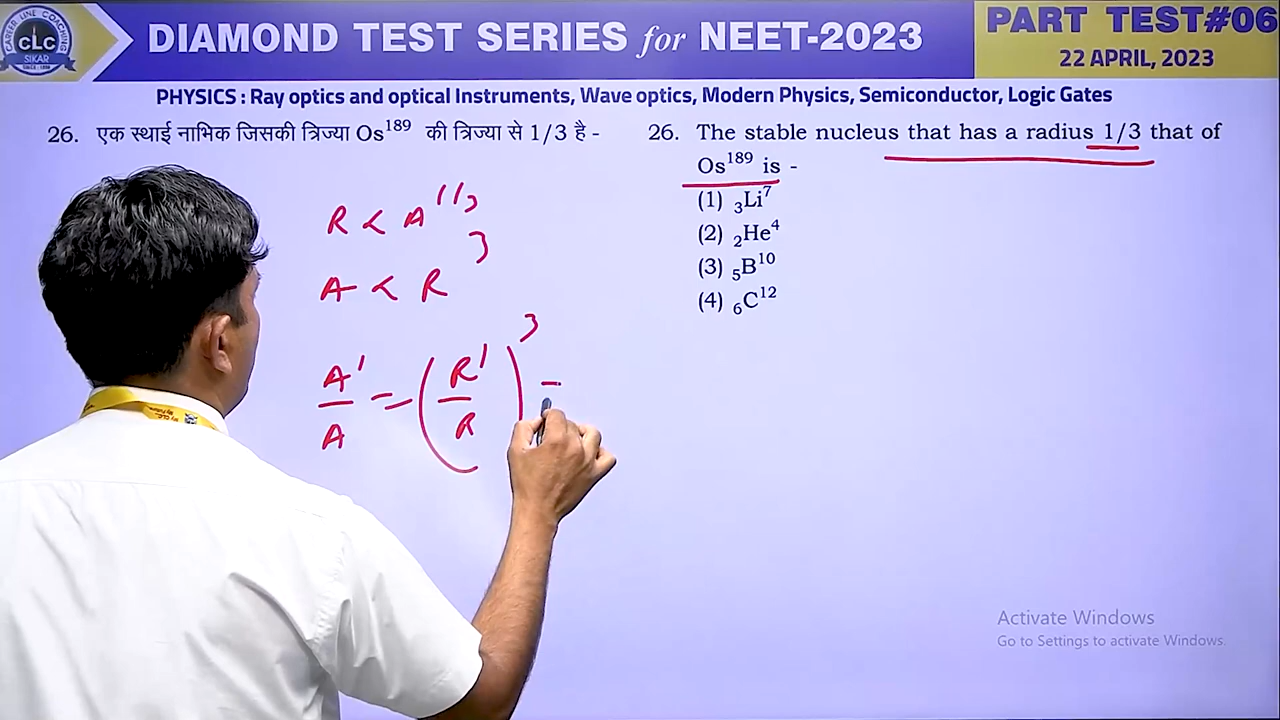 CAREER LINE COACHING
CLC
SIKAR
DIAMOND TEST SERIES for NEET-2023
PART TEST#06
22 APRIL, 2023
PHYSICS : Ray optics and optical Instruments, Wave optics, Modern Physics, Semiconductor, Logic Gates
26. एक स्थाई नाभिक जिसकी त्रिज्या Os¹⁸⁹ की त्रिज्या से 1/3 है -
26. The stable nucleus that has a radius 1/3 that of
Os¹⁸⁹ is -
(1) ₃Li⁷
(2) ₂He⁴
(3) ₅B¹⁰
(4) ₆C¹²
R ∝ A^1/3
A ∝ R³
A'/A = (R'/R)³ =
Activate Windows
Go to Settings to activate Windows.